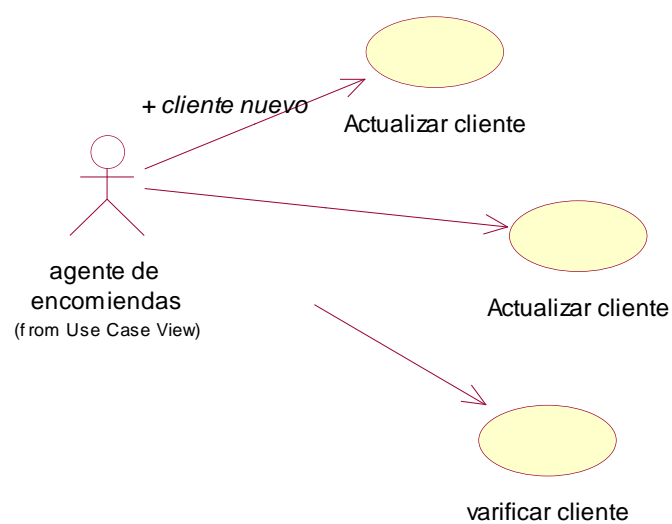 + cliente nuevo
Actualizar cliente
agente de
encomiendas
(from Use Case View)
Actualizar cliente
varificar cliente